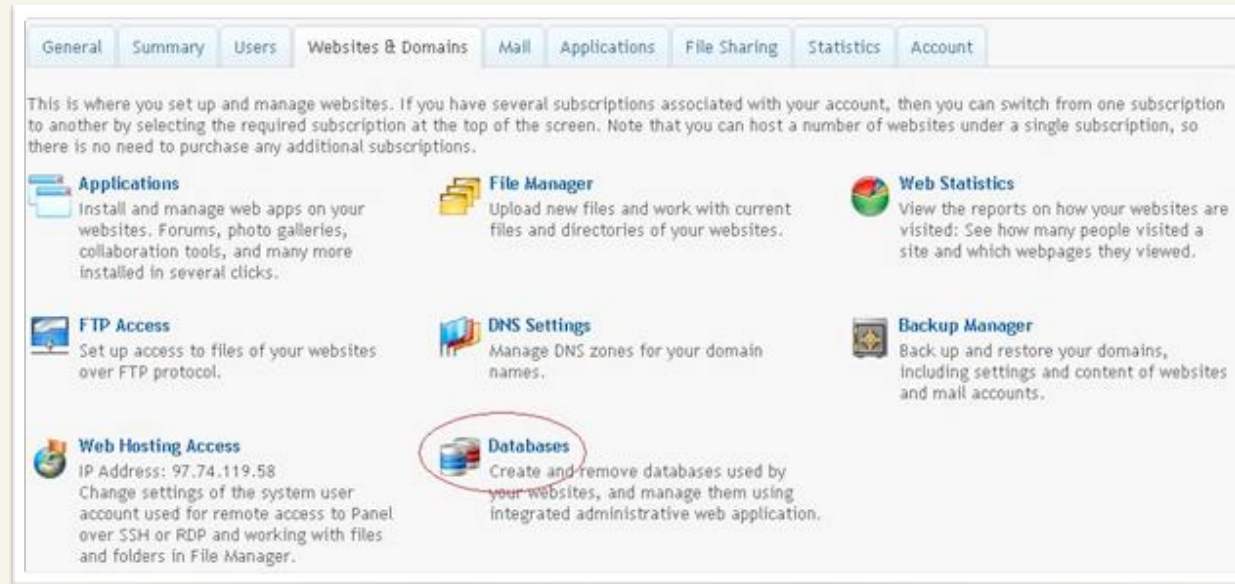 General Summary Users Websites & Domains Mail Applications File Sharing Statistics Account
This is where you set up and manage websites. If you have several subscriptions associated with your account, then you can switch from one subscription
to another by selecting the required subscription at the top of the screen. Note that you can host a number of websites under a single subscription, so
there is no need to purchase any additional subscriptions.
Applications
Install and manage web apps on your
websites. Forums, photo galleries,
collaboration tools, and many more
installed in several clicks.
File Manager
Upload new files and work with current
files and directories of your websites.
Web Statistics
View the reports on how your websites are
visited: See how many people visited a
site and which webpages they viewed.
FTP Access
Set up access to files of your websites
over FTP protocol.
DNS Settings
Manage DNS zones for your domain
names.
Backup Manager
Back up and restore your domains,
including settings and content of websites
and mail accounts.
Web Hosting Access
IP Address: 97.74.119.58
Change settings of the system user
account used for remote access to Panel
over SSH or RDP and working with files
and folders in File Manager.
Databases
Create and remove databases used by
your websites, and manage them using
integrated administrative web application.